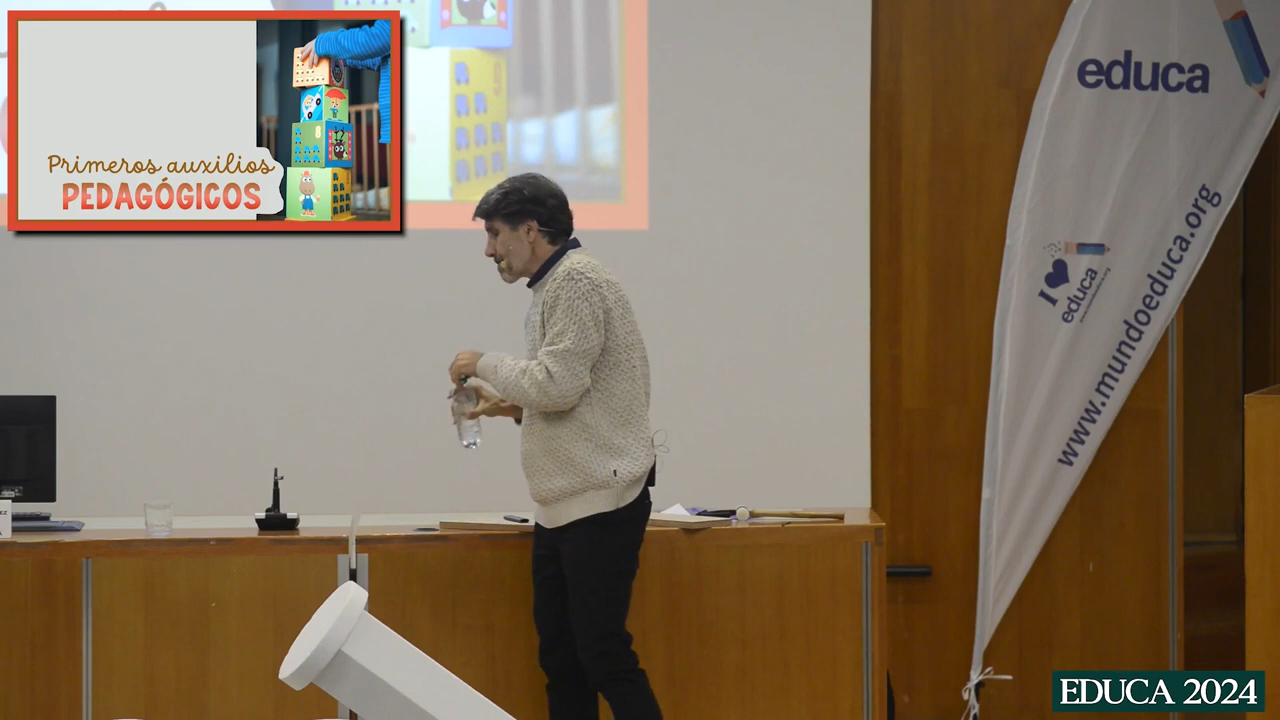 Primeros auxilios
PEDAGÓGICOS
educa
I
educa
www.mundoeduca.org
EDUCA 2024